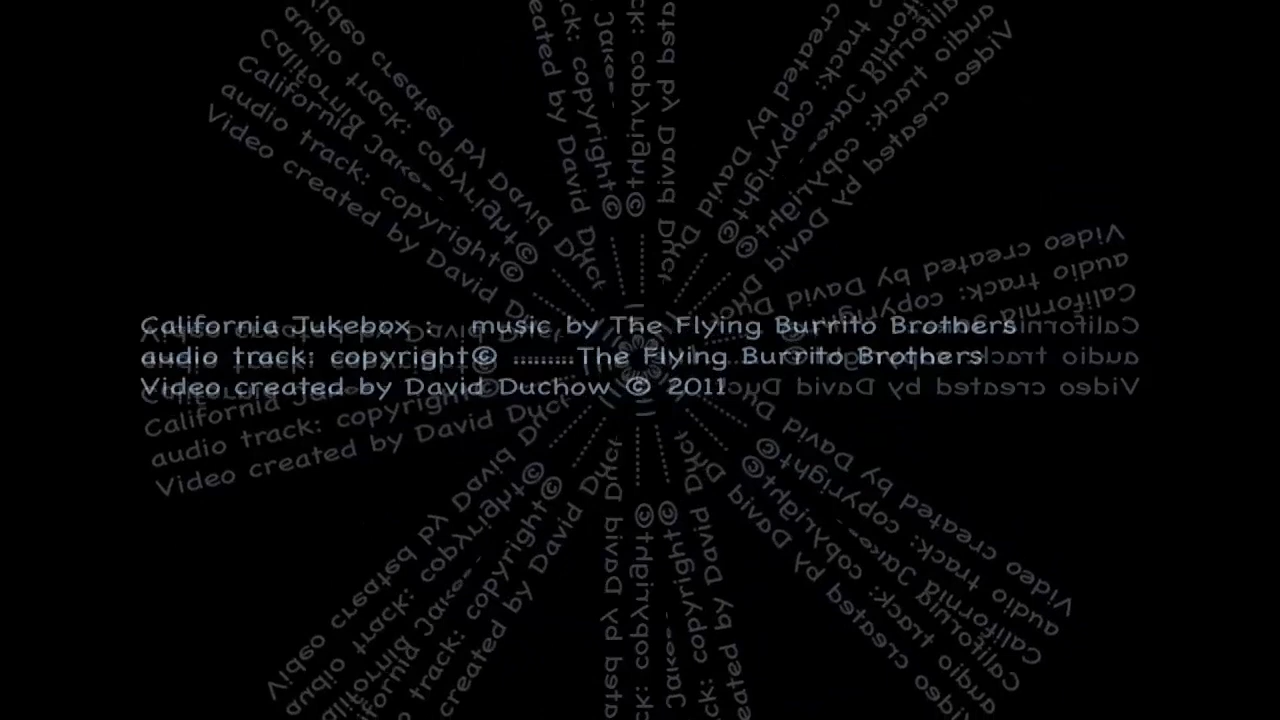 California Jukebox : music by The Flying Burrito Brothers
audio track: copyright© .........The Flying Burrito Brothers
Video created by David Duchow © 2011